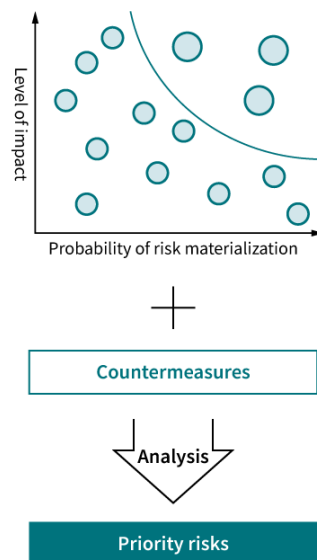 Level of impact
Probability of risk materialization
Countermeasures
Analysis
Priority risks